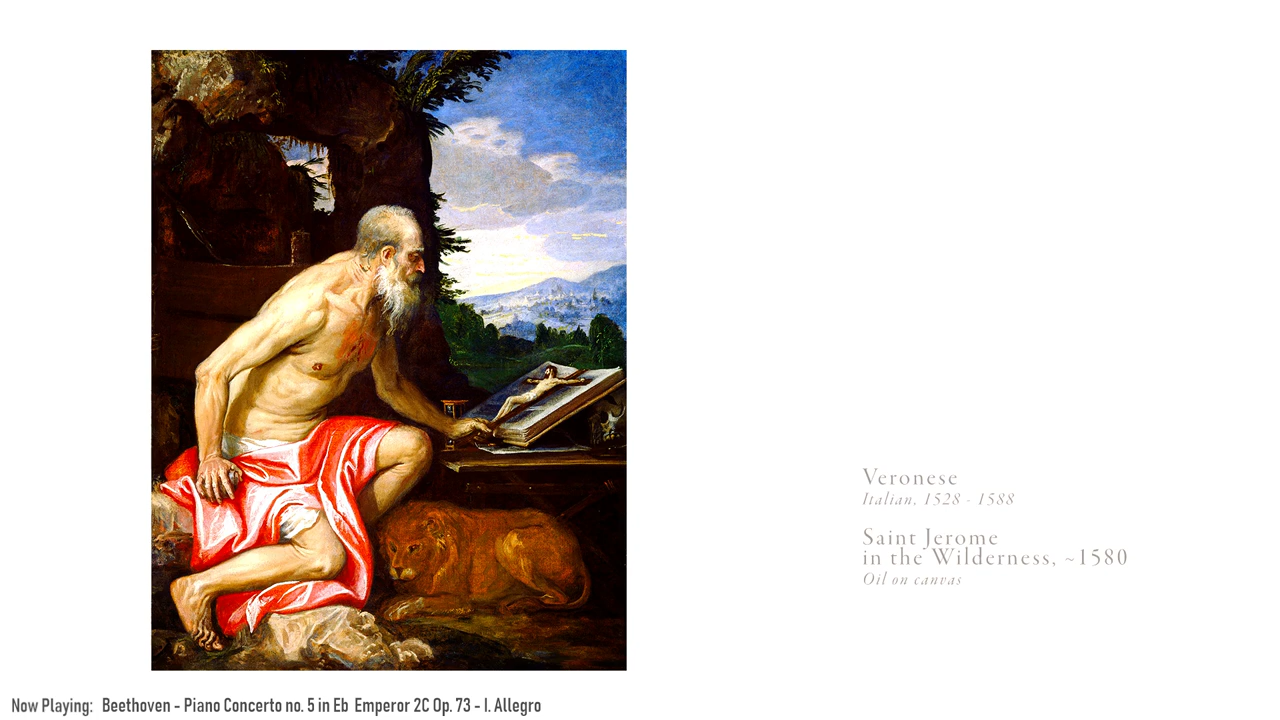 Veronese
Italian, 1528 - 1588
Saint Jerome
in the Wilderness, ~1580
Oil on canvas
Now Playing: Beethoven - Piano Concerto no. 5 in Eb Emperor 2C Op. 73 - I. Allegro